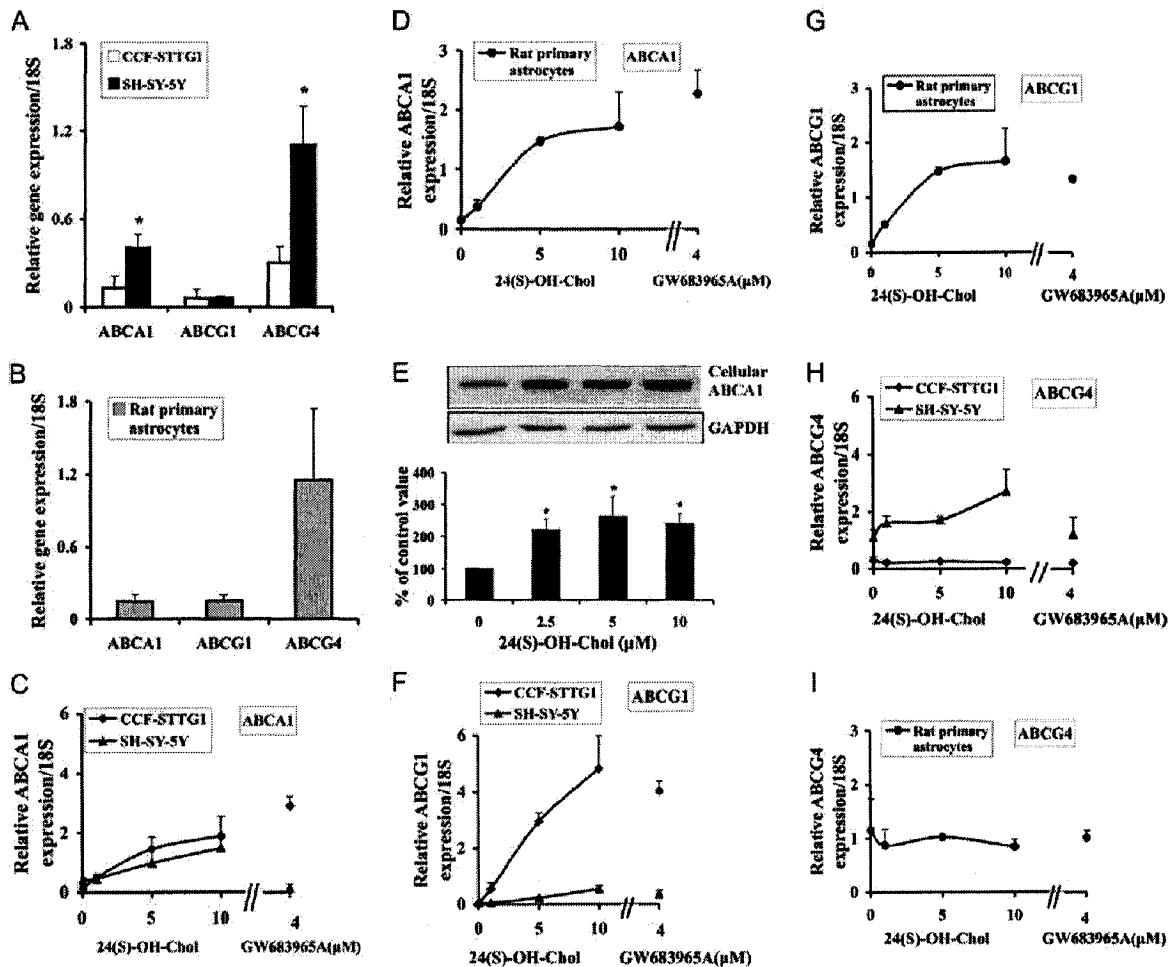 A
Relative gene expression/18S
1.8
1.2
0.6
0
CCF-STTG1
SH-SY-5Y
*
*
ABCA1 ABCG1 ABCG4
B
Relative gene expression/18S
1.8
1.2
0.6
0
Rat primary
astrocytes
ABCA1 ABCG1 ABCG4
C
Relative ABCA1
expression/18S
6
4
2
0
CCF-STTG1
SH-SY-5Y
ABCA1
0 5 10 // 4
24(S)-OH-Chol GW683965A(μM)
D
Relative ABCA1
expression/18S
3
2
1
0
Rat primary
astrocytes
ABCA1
0 5 10 // 4
24(S)-OH-Chol GW683965A(μM)
E
Cellular
ABCA1
GAPDH
% of control value
400
300
200
100
0
* * *
0 2.5 5 10
24(S)-OH-Chol (μM)
F
Relative ABCG1
expression/18S
6
4
2
0
CCF-STTG1
SH-SY-5Y
ABCG1
0 5 10 // 4
24(S)-OH-Chol GW683965A(μM)
G
Relative ABCG1
expression/18S
3
2
1
0
Rat primary
astrocytes
ABCG1
0 5 10 // 4
24(S)-OH-Chol GW683965A(μM)
H
Relative ABCG4
expression/18S
6
4
2
0
CCF-STTG1
SH-SY-5Y
ABCG4
0 5 10 // 4
24(S)-OH-Chol GW683965A(μM)
I
Relative ABCG4
expression/18S
3
2
1
0
Rat primary
astrocytes
ABCG4
0 5 10 // 4
24(S)-OH-Chol GW683965A(μM)